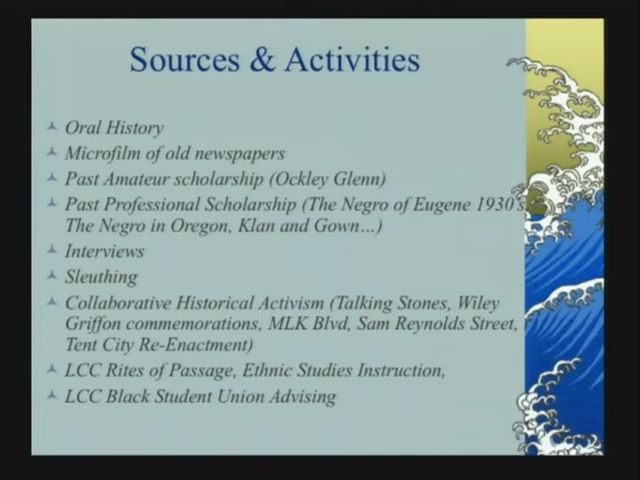 Sources & Activities
Oral History
Microfilm of old newspapers
Past Amateur scholarship (Ockley Glenn)
Past Professional Scholarship (The Negro of Eugene 1930's
The Negro in Oregon, Klan and Gown…)
Interviews
Sleuthing
Collaborative Historical Activism (Talking Stones, Wiley
Griffon commemorations, MLK Blvd, Sam Reynolds Street,
Tent City Re-Enactment)
LCC Rites of Passage, Ethnic Studies Instruction,
LCC Black Student Union Advising